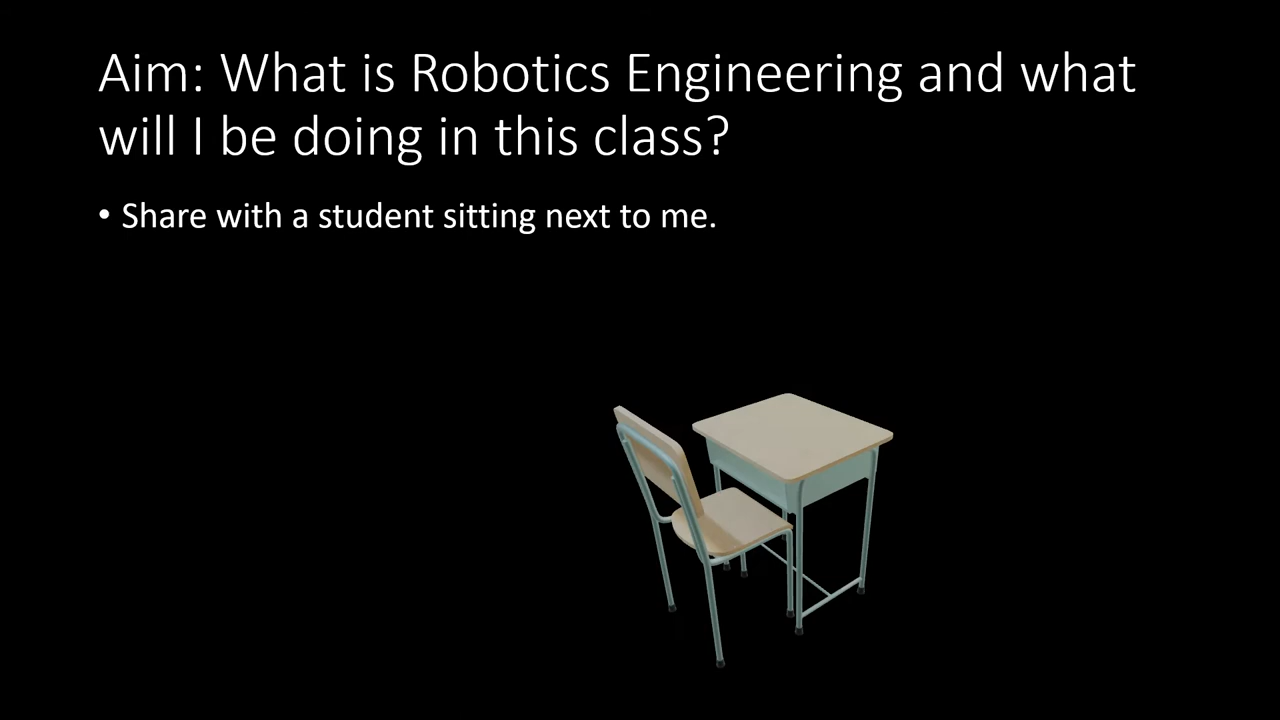 Aim: What is Robotics Engineering and what
will I be doing in this class?
• Share with a student sitting next to me.